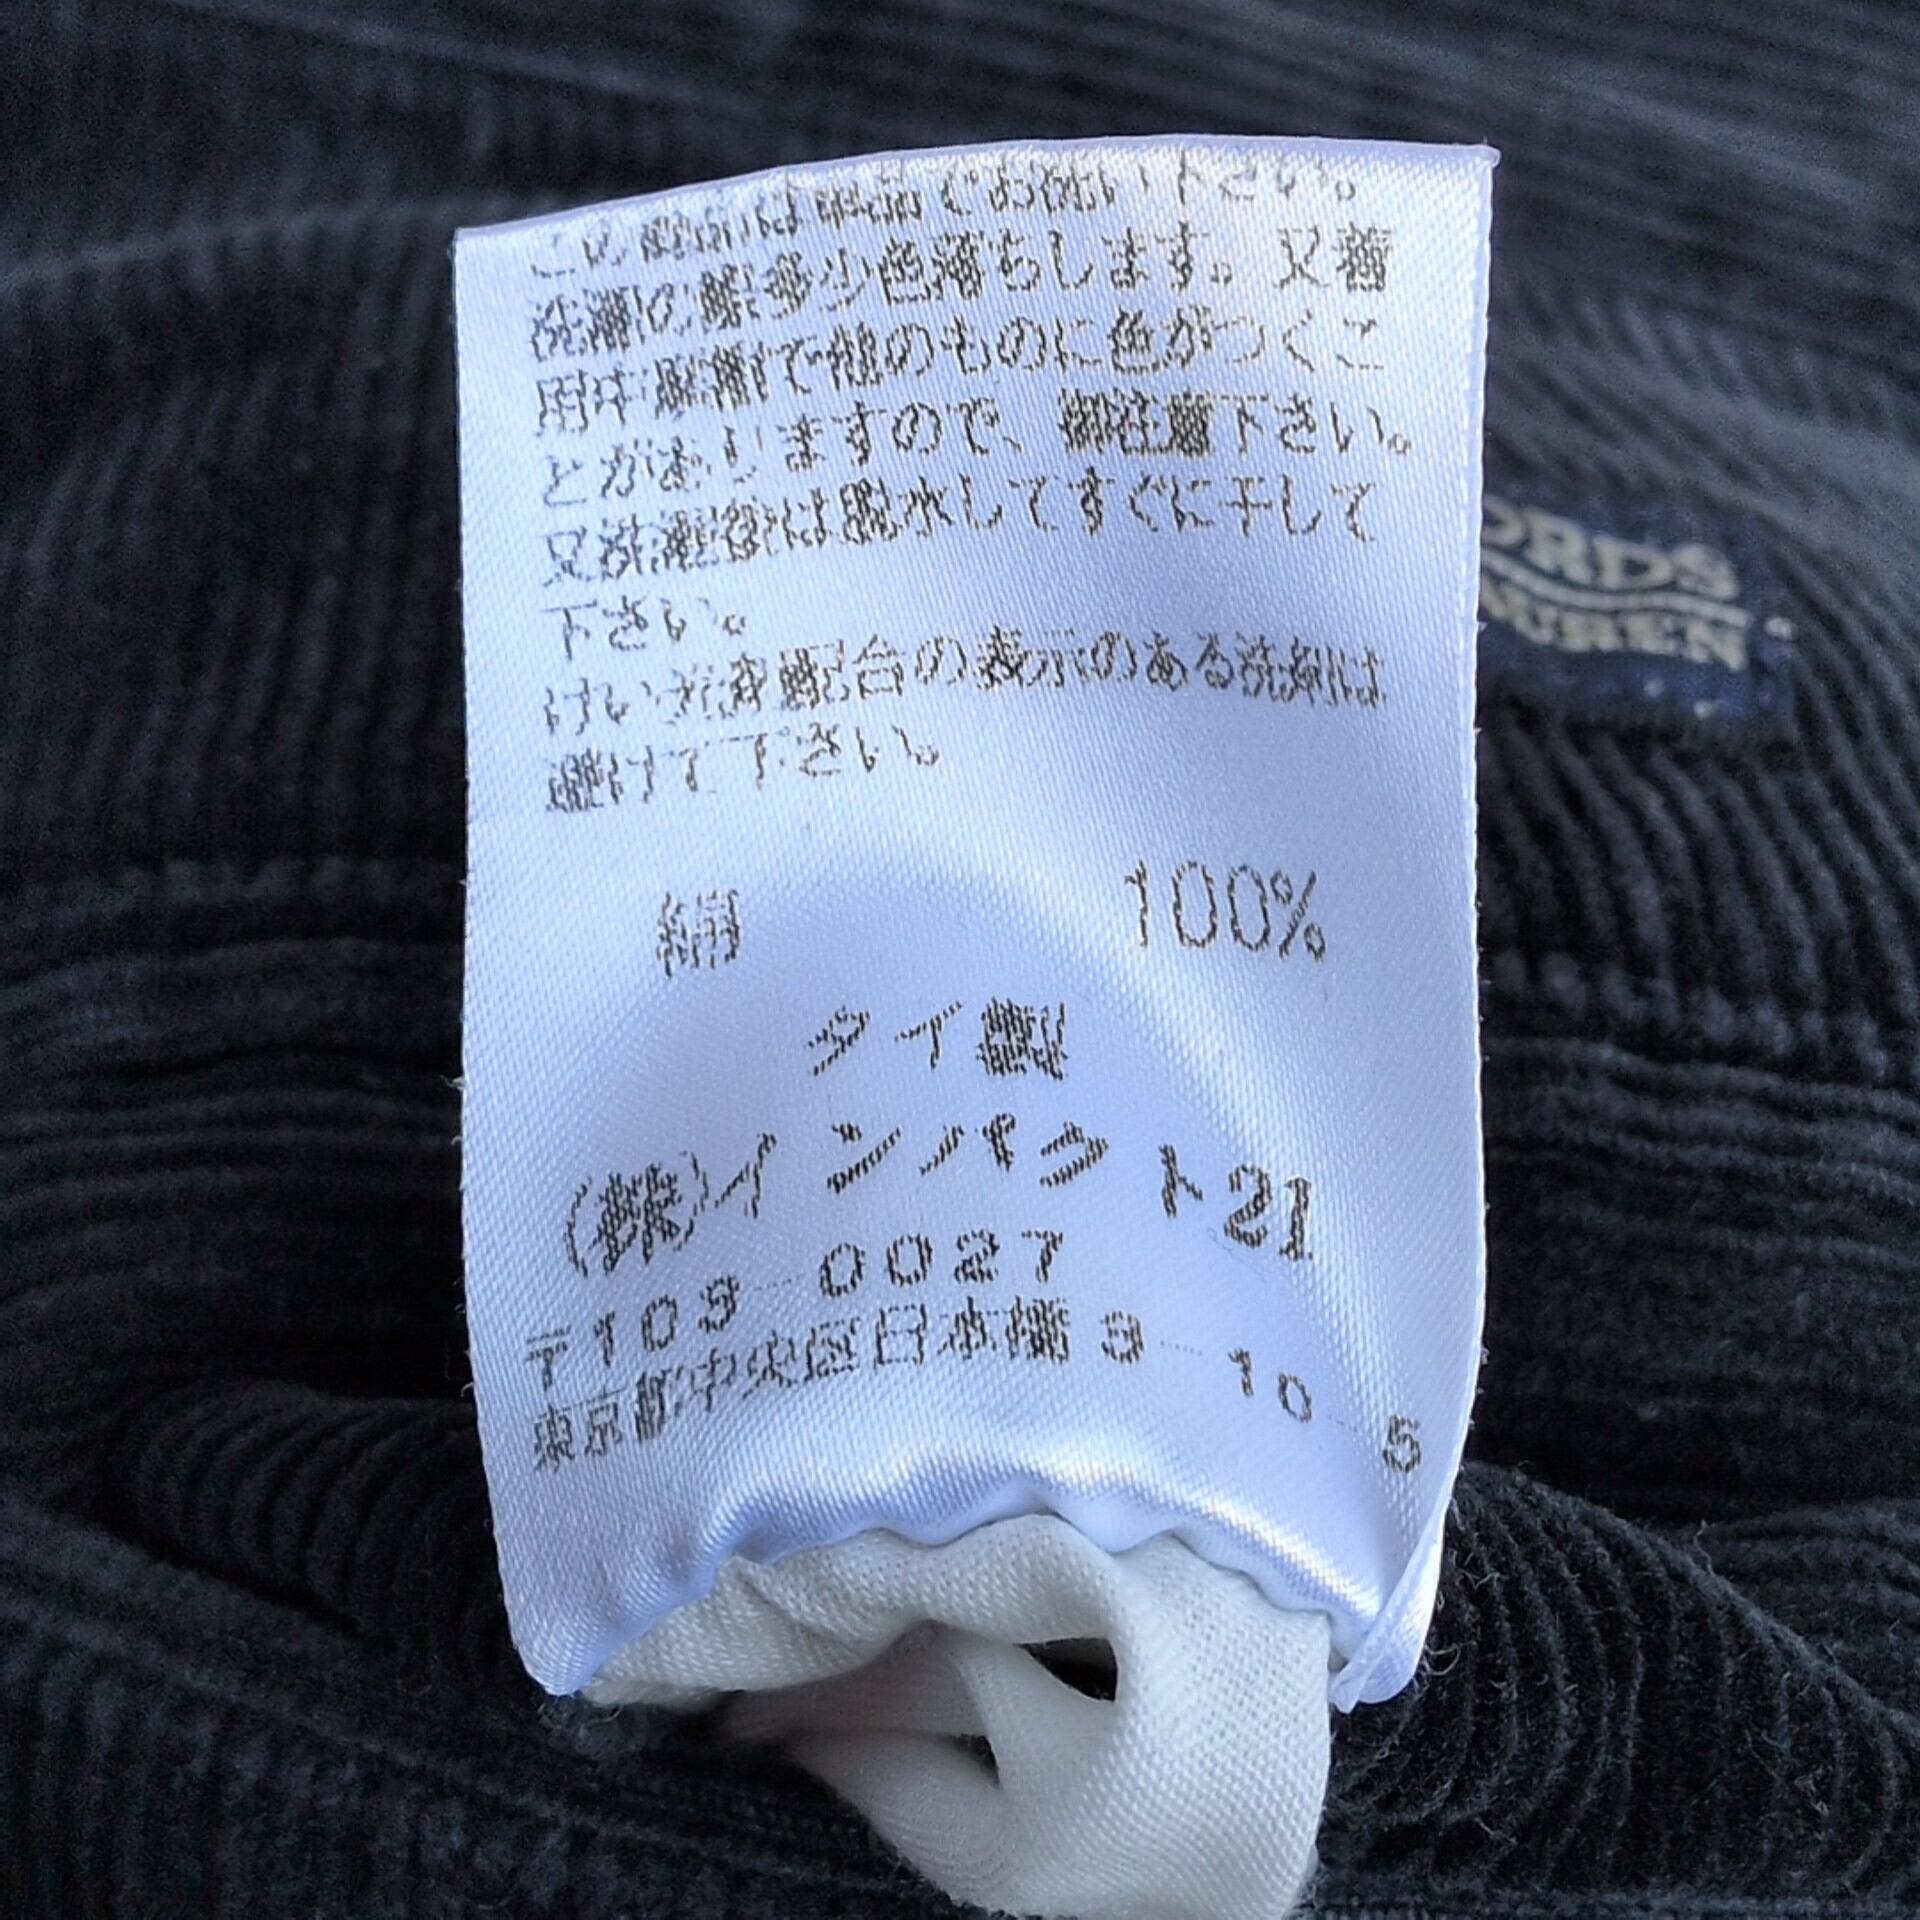 この製品は単品でお洗い下さい。
洗濯の際多少色落ちします。又着
用中摩擦で他のものに色がつくこ
とがありますので、御注意下さい。
又洗濯後は脱水してすぐに干して
下さい。
けい光漂白剤配合の表示のある洗剤は
避けて下さい。
綿 100%
タイ製
(株)インパクト21
〒103-0027
東京都中央区日本橋3-10-5
ORDS
AUREN